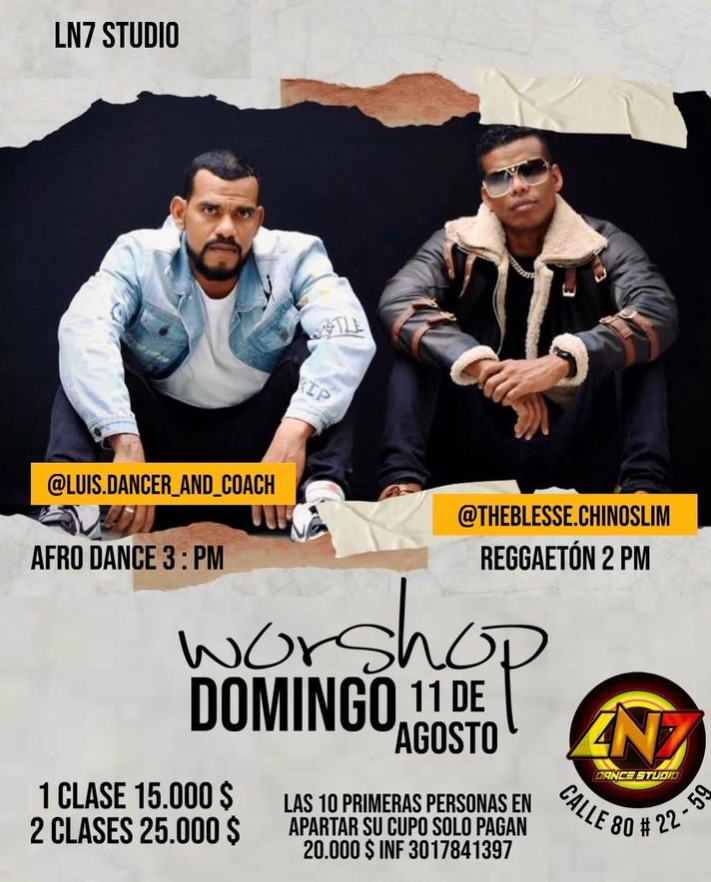 LN7 STUDIO
@LUIS.DANCER_AND_COACH
@THEBLESSE.CHINOSLIM
AFRO DANCE 3 : PM
REGGAETÓN 2 PM
worshop
DOMINGO 11 DE
AGOSTO
LN7
DANCE STUDIO
CALLE 80 # 22 - 59
1 CLASE 15.000 $
2 CLASES 25.000 $
LAS 10 PRIMERAS PERSONAS EN
APARTAR SU CUPO SOLO PAGAN
20.000 $ INF 3017841397